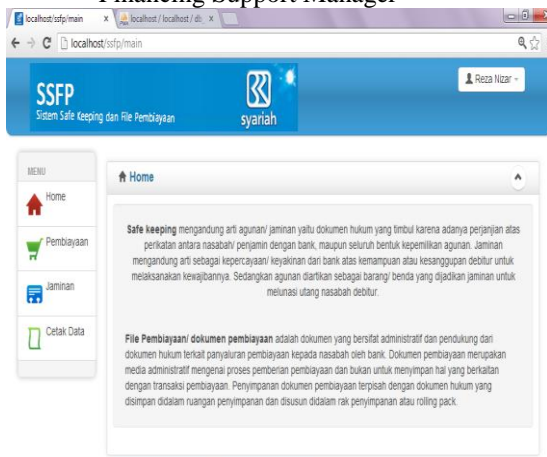 Financing Support Manager
localhost/ssfp/main x localhost / localhost / db x
localhost/ssfp/main
SSFP
Sistem Safe Keeping dan File Pembiayaan
syariah
Reza Nizar
MENU
Home
Pembiayaan
Jaminan
Cetak Data
Home
Safe keeping mengandung arti agunan/ jaminan yaitu dokumen hukum yang timbul karena adanya perjanjian atas
perikatan antara nasabah/ penjamin dengan bank, maupun seluruh bentuk kepemilikan agunan. Jaminan
mengandung arti sebagai kepercayaan/ keyakinan dari bank atas kemampuan atau kesanggupan debitur untuk
melaksanakan kewajibannya. Sedangkan agunan diartikan sebagai barang/ benda yang dijadikan jaminan untuk
melunasi utang nasabah debitur.
File Pembiayaan/ dokumen pembiayaan adalah dokumen yang bersifat administratif dan pendukung dari
dokumen hukum terkait panyaluran pembiayaan kepada nasabah oleh bank. Dokumen pembiayaan merupakan
media administratif mengenai proses pemberian pembiayaan dan bukan untuk menyimpan hal yang berkaitan
dengan transaksi pembiayaan. Penyimpanan dokumen pembiayaan terpisah dengan dokumen hukum yang
disimpan didalam ruangan penyimpanan dan disusun didalam rak penyimpanan atau rolling pack.